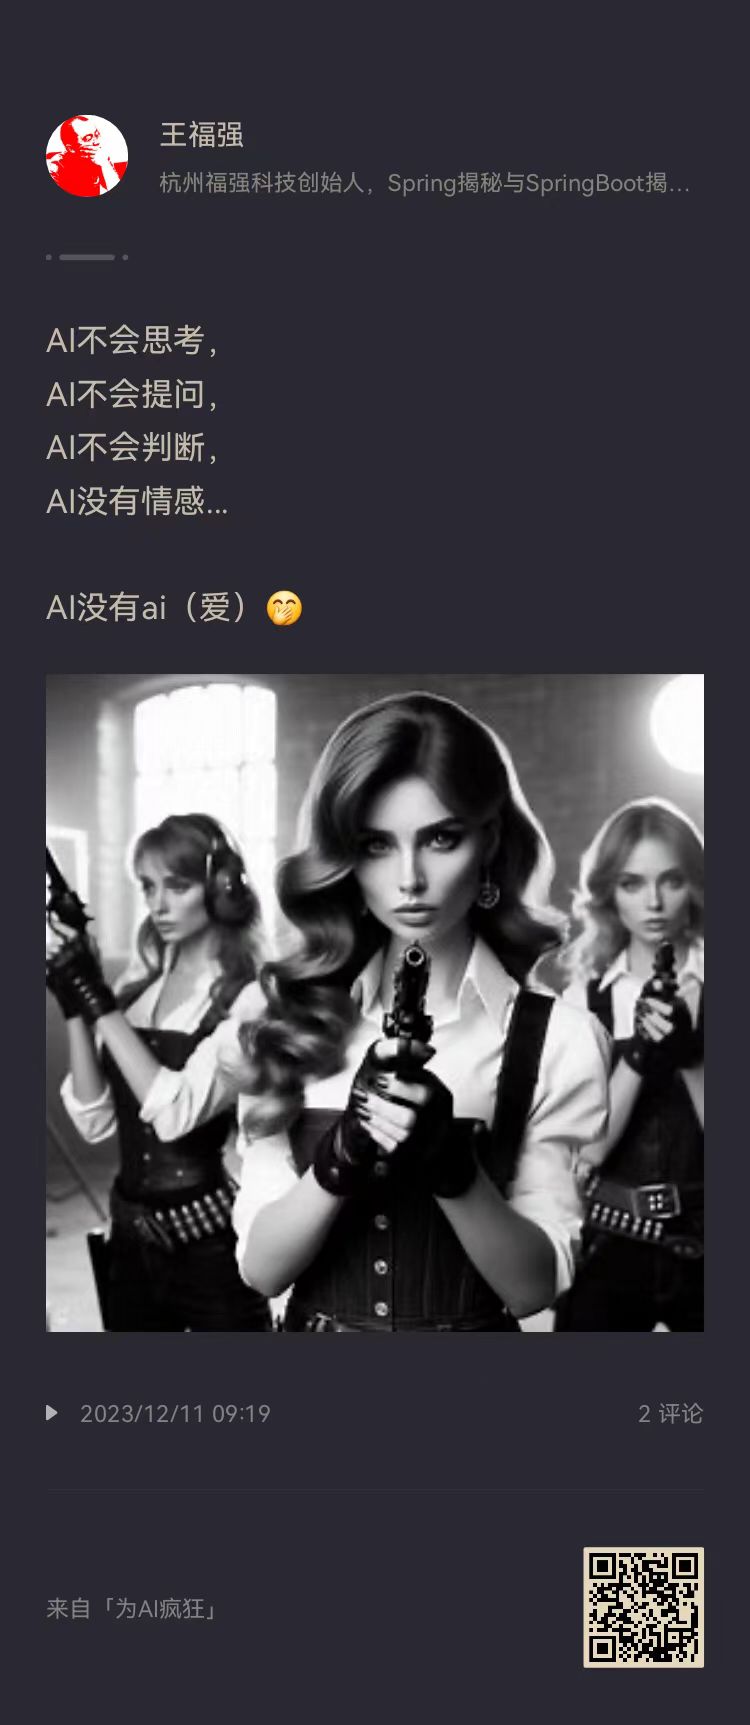 王福强
杭州福强科技创始人，Spring揭秘与SpringBoot揭...
AI不会思考，
AI不会提问，
AI不会判断，
AI没有情感...
AI没有ai（爱）🤭
2023/12/11 09:19
2 评论
来自「为AI疯狂」